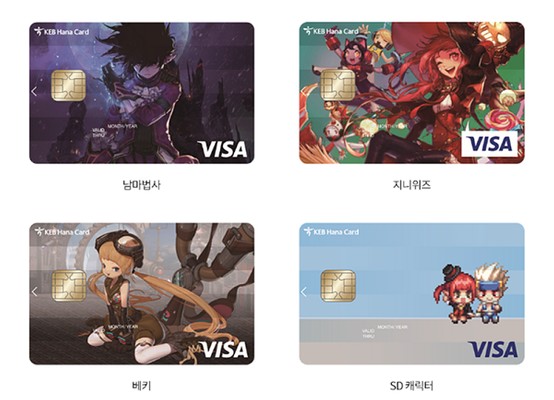 KEB Hana Card
MONTH/YEAR
VALID
THRU
VISA
남마법사
KEB Hana Card
MONTH/YEAR
VALID
THRU
VISA
지니위즈
KEB Hana Card
MONTH/YEAR
VISA
베키
KEB Hana Card
MONTH/YEAR
VALID
THRU
VISA
SD 캐릭터